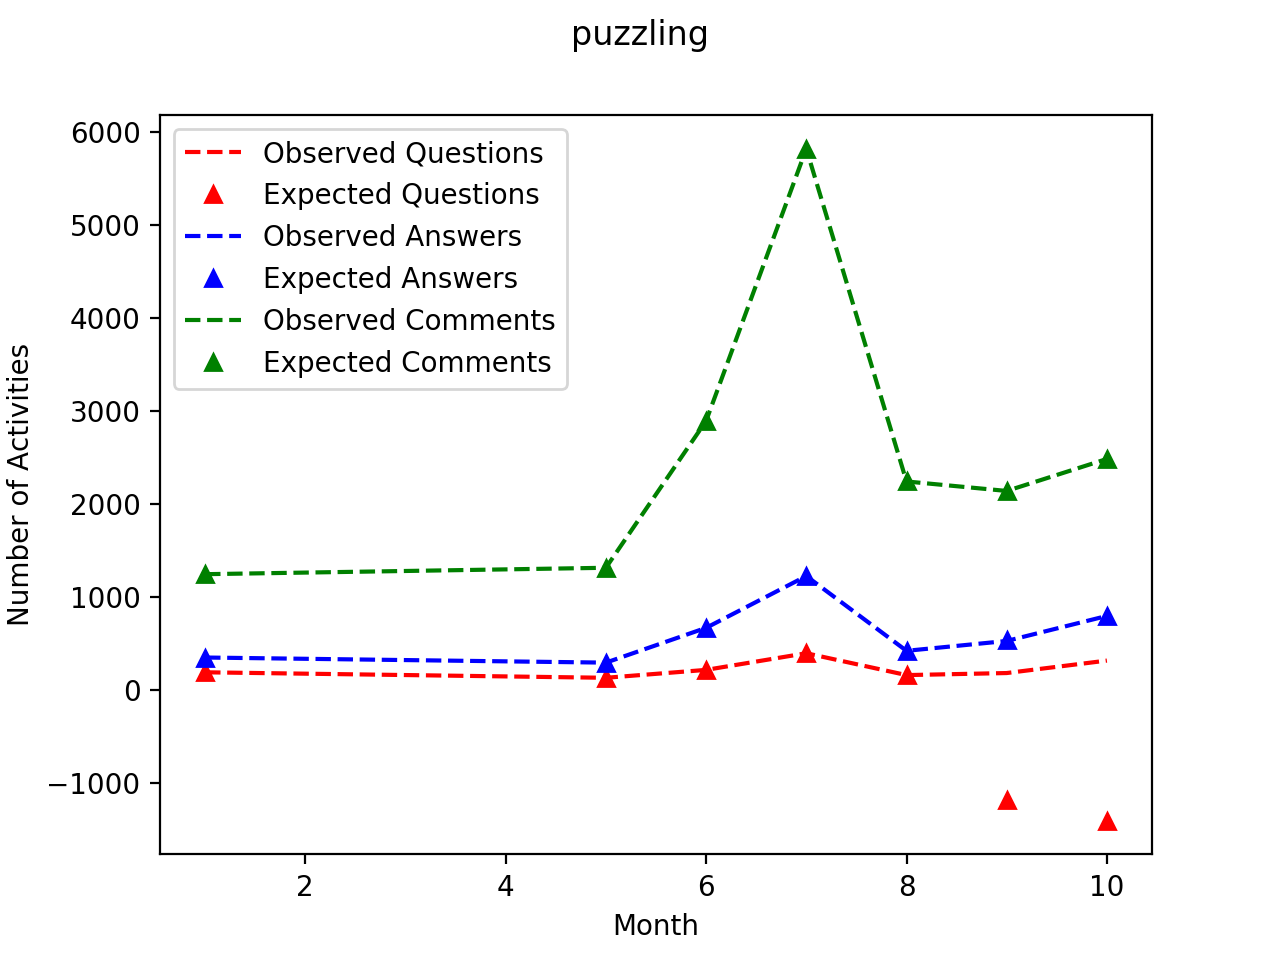 puzzling
6000
5000
4000
3000
2000
1000
0
−1000
Number of Activities
Observed Questions
Expected Questions
Observed Answers
Expected Answers
Observed Comments
Expected Comments
2 4 6 8 10
Month